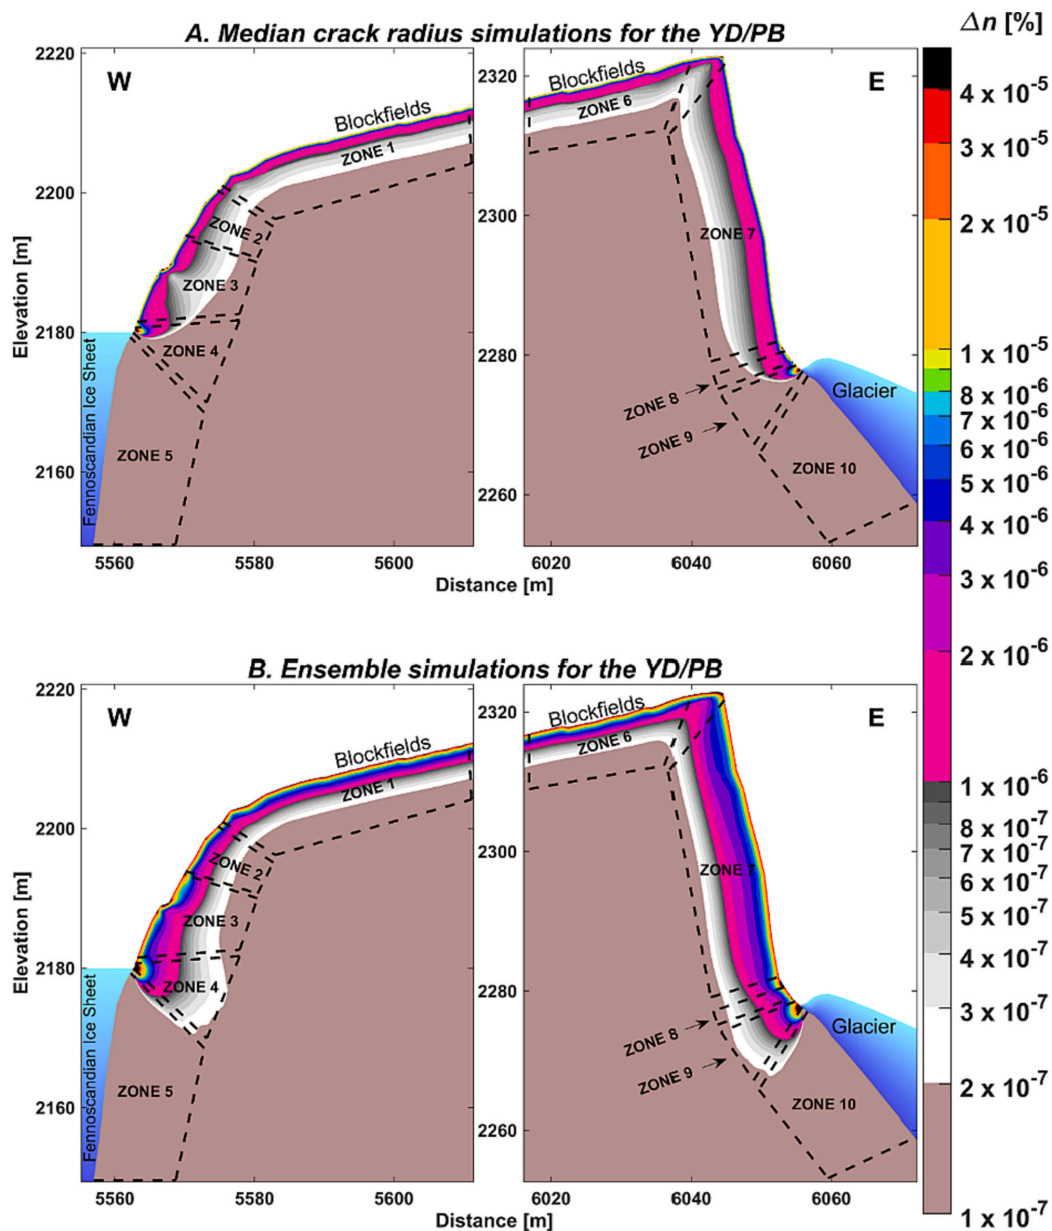 A. Median crack radius simulations for the YD/PB
Δn [%]
W
Blockfields
ZONE 1
ZONE 2
ZONE 3
ZONE 4
ZONE 5
Fennoscandian Ice Sheet
2220
2200
2180
2160
Elevation [m]
5560
5580
5600
E
Blockfields
ZONE 6
ZONE 7
ZONE 8
ZONE 9
ZONE 10
Glacier
2320
2300
2280
2260
6020
6040
6060
Distance [m]
B. Ensemble simulations for the YD/PB
W
Blockfields
ZONE 1
ZONE 2
ZONE 3
ZONE 4
ZONE 5
Fennoscandian Ice Sheet
2220
2200
2180
2160
Elevation [m]
5560
5580
5600
E
Blockfields
ZONE 6
ZONE 7
ZONE 8
ZONE 9
ZONE 10
Glacier
2320
2300
2280
2260
6020
6040
6060
Distance [m]
4 x 10⁻⁵
3 x 10⁻⁵
2 x 10⁻⁵
1 x 10⁻⁵
8 x 10⁻⁶
7 x 10⁻⁶
6 x 10⁻⁶
5 x 10⁻⁶
4 x 10⁻⁶
3 x 10⁻⁶
2 x 10⁻⁶
1 x 10⁻⁶
8 x 10⁻⁷
7 x 10⁻⁷
6 x 10⁻⁷
5 x 10⁻⁷
4 x 10⁻⁷
3 x 10⁻⁷
2 x 10⁻⁷
1 x 10⁻⁷